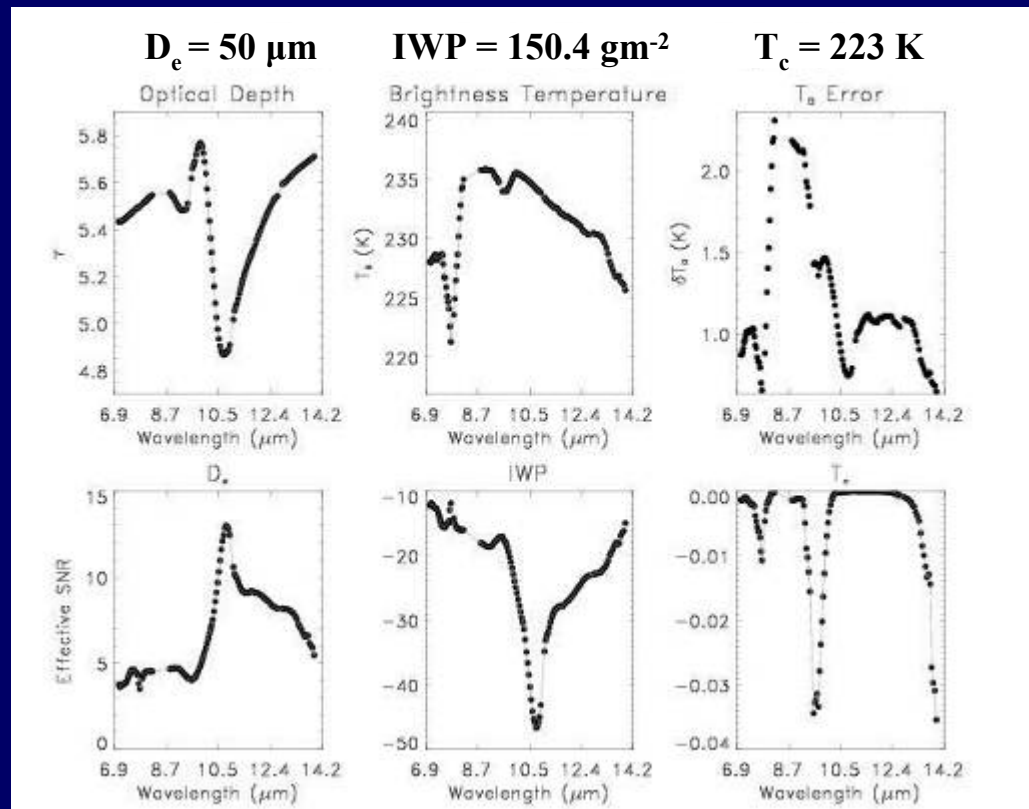 Dₑ = 50 μm IWP = 150.4 gm⁻² T꜀ = 223 K
Optical Depth Brightness Temperature
5.8
5.6
5.4
5.2
5.0
4.8
τ
6.9 8.7 10.5 12.4 14.2
Wavelength (μm)
240
235
230
225
220
(K)
6.9 8.7 10.5 12.4 14.2
Wavelength (μm)
Error
2.0
1.5
1.0
(K)
6.9 8.7 10.5 12.4 14.2
Wavelength (μm)
15
10
5
0
Effective SNR
6.9 8.7 10.5 12.4 14.2
Wavelength (μm)
IWP
-10
-20
-30
-40
-50
6.9 8.7 10.5 12.4 14.2
Wavelength (μm)
0.00
-0.01
-0.02
-0.03
-0.04
6.9 8.7 10.5 12.4 14.2
Wavelength (μm)